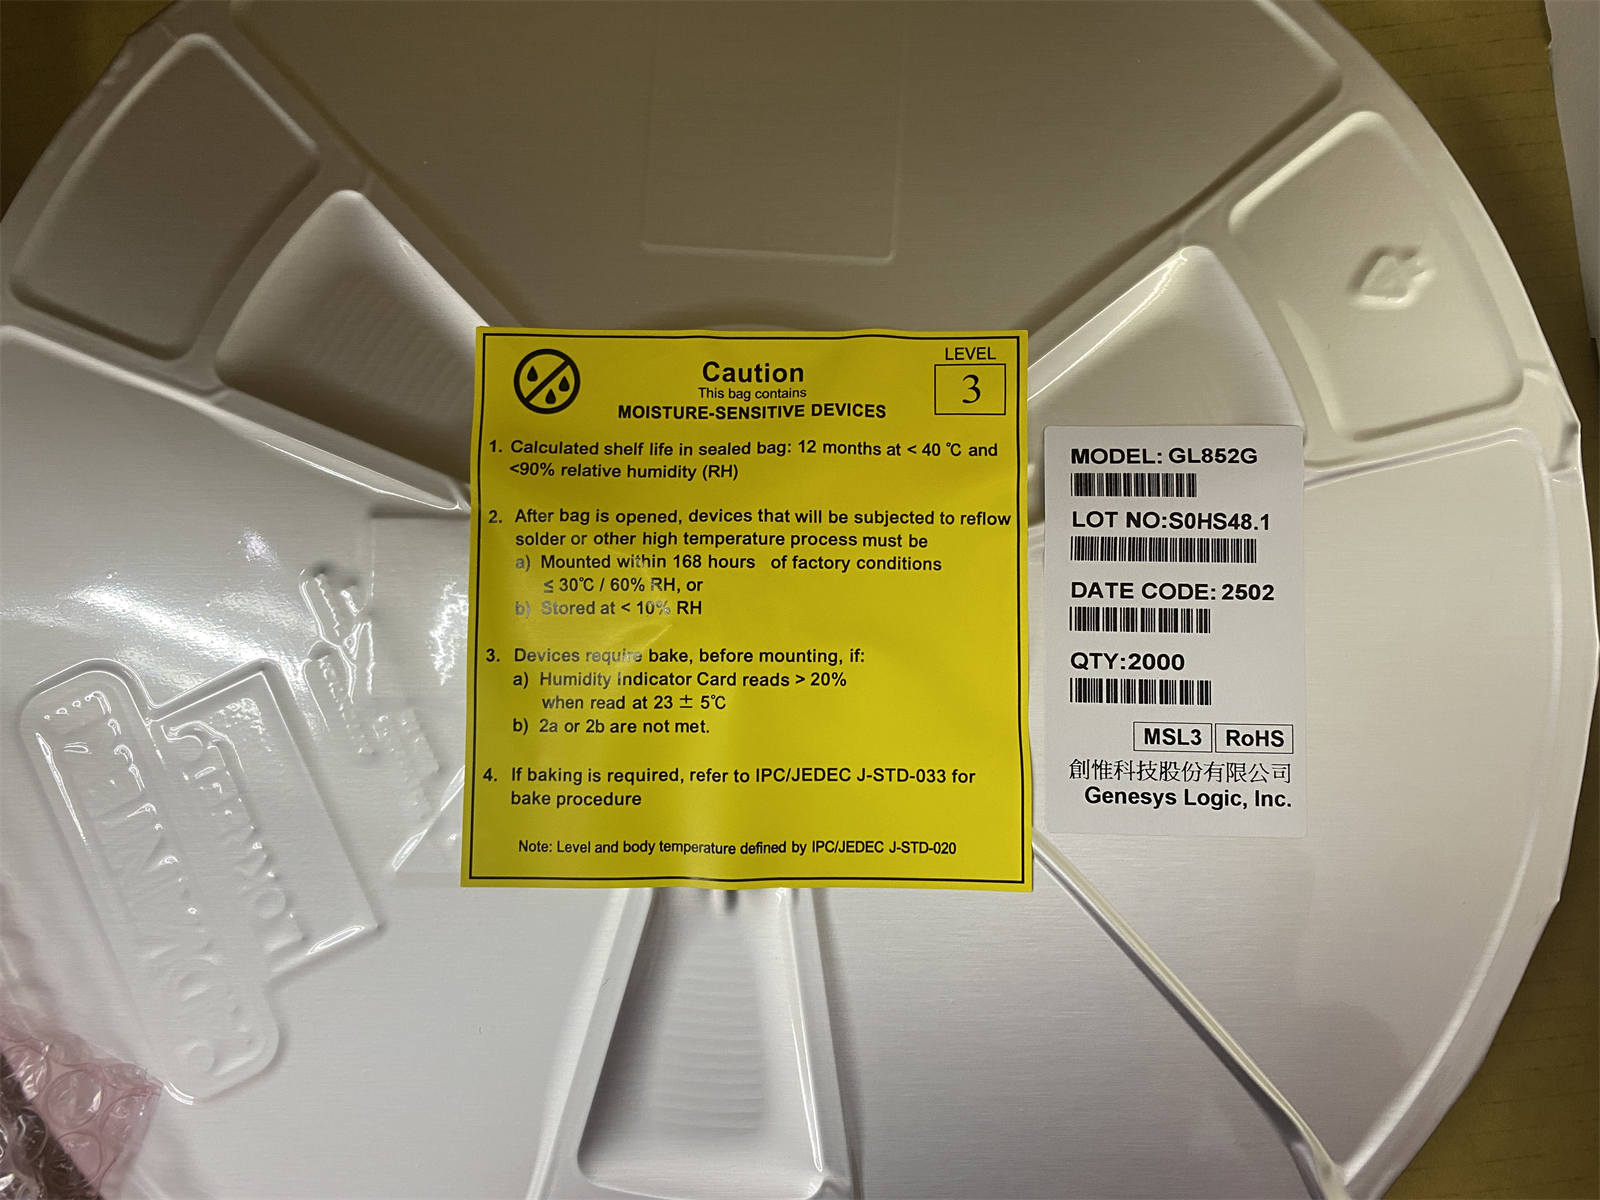 Caution
This bag contains
MOISTURE-SENSITIVE DEVICES
LEVEL
3
1. Calculated shelf life in sealed bag: 12 months at < 40 ℃ and
<90% relative humidity (RH)
2. After bag is opened, devices that will be subjected to reflow
solder or other high temperature process must be
a) Mounted within 168 hours of factory conditions
≤ 30℃ / 60% RH, or
b) Stored at < 10% RH
3. Devices require bake, before mounting, if:
a) Humidity Indicator Card reads > 20%
when read at 23 ± 5℃
b) 2a or 2b are not met.
4. If baking is required, refer to IPC/JEDEC J-STD-033 for
bake procedure
Note: Level and body temperature defined by IPC/JEDEC J-STD-020
MODEL: GL852G
LOT NO:S0HS48.1
DATE CODE: 2502
QTY:2000
MSL3 RoHS
創惟科技股份有限公司
Genesys Logic, Inc.